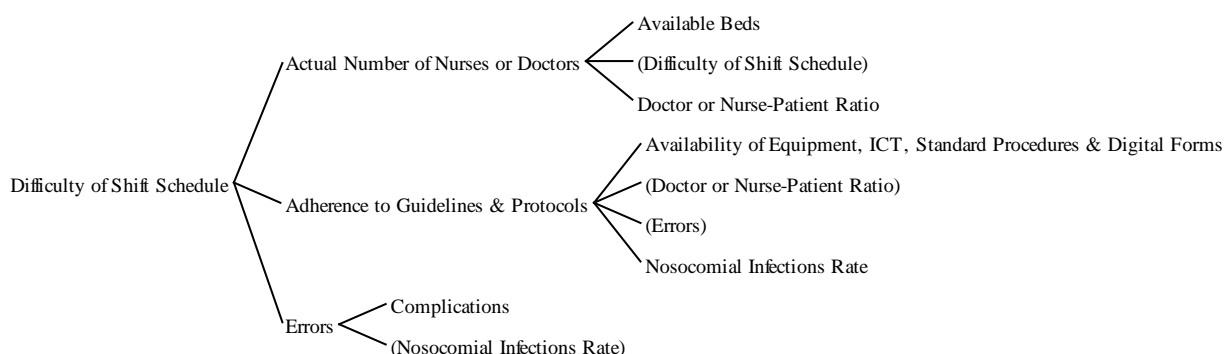 Available Beds
Actual Number of Nurses or Doctors
(Difficulty of Shift Schedule)
Doctor or Nurse-Patient Ratio
Availability of Equipment, ICT, Standard Procedures & Digital Forms
Difficulty of Shift Schedule
(Doctor or Nurse-Patient Ratio)
Adherence to Guidelines & Protocols
(Errors)
Nosocomial Infections Rate
Complications
Errors
(Nosocomial Infections Rate)